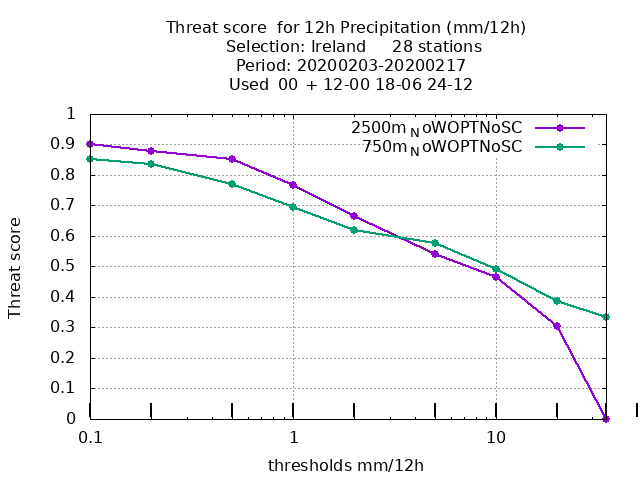 Threat score  for 12h Precipitation (mm/12h)
Selection: Ireland     28 stations
Period: 20200203-20200217
Used  00 + 12-00 18-06 24-12
2500m_NoWOPTNoSC
750m_NoWOPTNoSC
1
0.9
0.8
0.7
0.6
0.5
0.4
0.3
0.2
0.1
0
Threat score
0.1 1 10
thresholds mm/12h